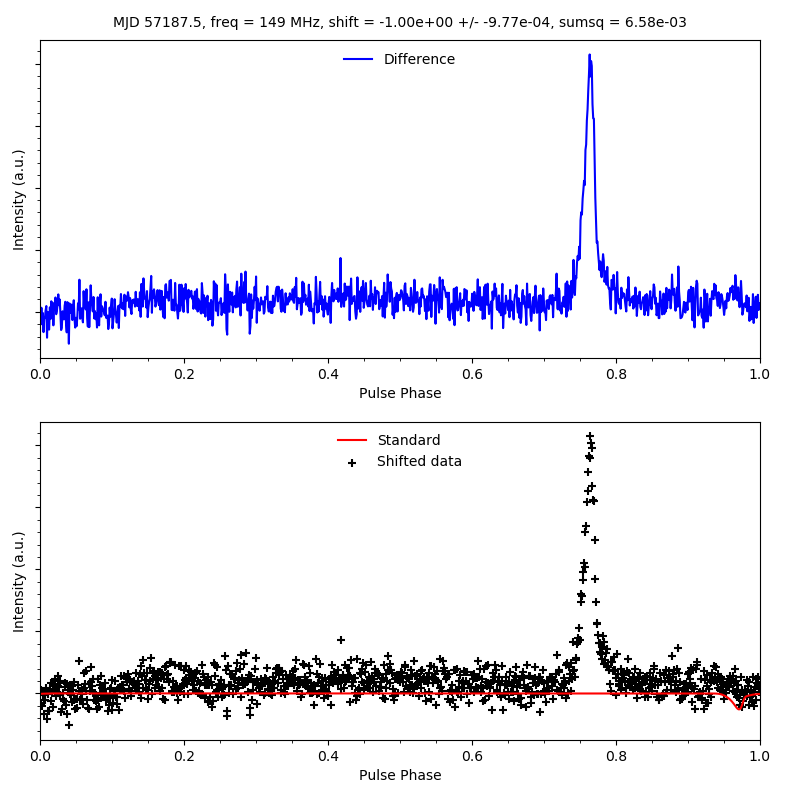 MJD 57187.5, freq = 149 MHz, shift = -1.00e+00 +/- -9.77e-04, sumsq = 6.58e-03
Difference
Intensity (a.u.)
0.0 0.2 0.4 0.6 0.8 1.0
Pulse Phase
Standard
Shifted data
Intensity (a.u.)
0.0 0.2 0.4 0.6 0.8 1.0
Pulse Phase